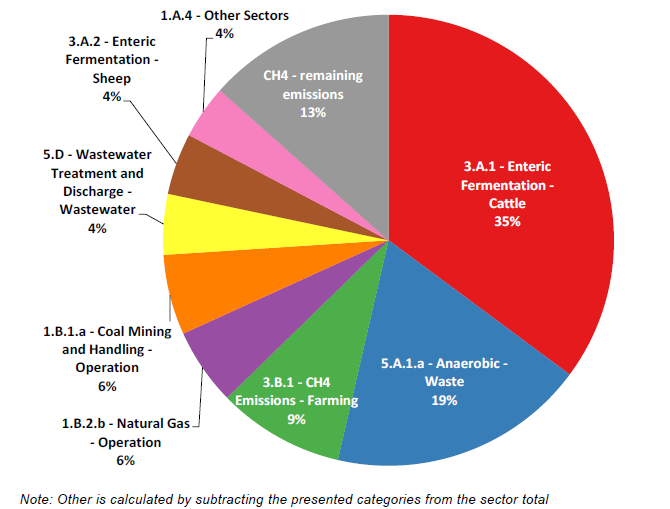 1.A.4 - Other Sectors
4%
3.A.2 - Enteric
Fermentation -
Sheep
4%
5.D - Wastewater
Treatment and
Discharge -
Wastewater
4%
1.B.1.a - Coal Mining
and Handling -
Operation
6%
1.B.2.b - Natural Gas
- Operation
6%
CH4 - remaining
emissions
13%
3.A.1 - Enteric
Fermentation -
Cattle
35%
5.A.1.a - Anaerobic -
Waste
19%
3.B.1 - CH4
Emissions - Farming
9%
Note: Other is calculated by subtracting the presented categories from the sector total